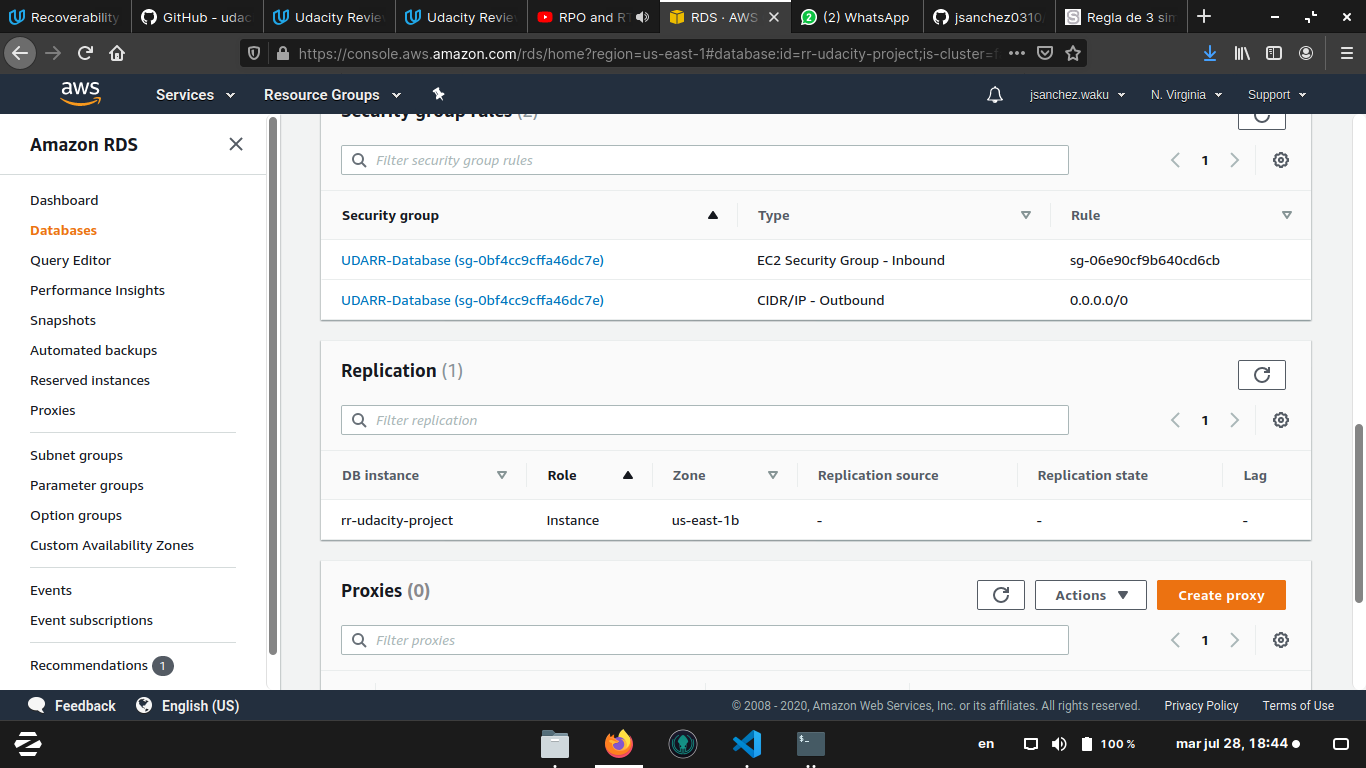 Recoverability
GitHub - udac
Udacity Review
Udacity Review
RPO and RT
RDS · AWS
(2) WhatsApp
jsanchez0310
Regla de 3 sim
https://console.aws.amazon.com/rds/home?region=us-east-1#database:id=rr-udacity-project;is-cluster=f
aws
Services
Resource Groups
jsanchez.waku
N. Virginia
Support
Amazon RDS
Dashboard
Databases
Query Editor
Performance Insights
Snapshots
Automated backups
Reserved instances
Proxies
Subnet groups
Parameter groups
Option groups
Custom Availability Zones
Events
Event subscriptions
Recommendations 1
Security group rules (2)
Filter security group rules
1
Security group Type Rule
UDARR-Database (sg-0bf4cc9cffa46dc7e) EC2 Security Group - Inbound sg-06e90cf9b640cd6cb
UDARR-Database (sg-0bf4cc9cffa46dc7e) CIDR/IP - Outbound 0.0.0.0/0
Replication (1)
Filter replication
1
DB instance Role Zone Replication source Replication state Lag
rr-udacity-project Instance us-east-1b - - -
Proxies (0)
Actions
Create proxy
Filter proxies
1
Feedback
English (US)
© 2008 - 2020, Amazon Web Services, Inc. or its affiliates. All rights reserved.
Privacy Policy
Terms of Use
en
100 %
mar jul 28, 18:44